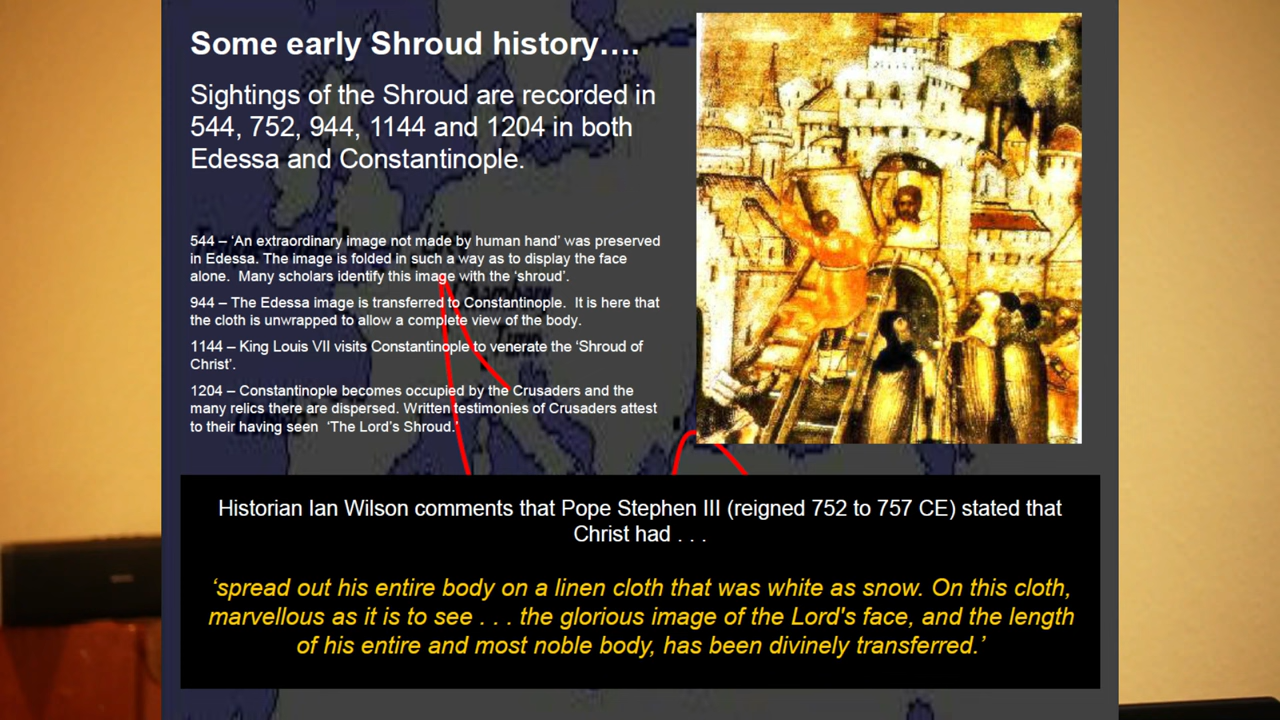 Some early Shroud history….
Sightings of the Shroud are recorded in
544, 752, 944, 1144 and 1204 in both
Edessa and Constantinople.
544 – ‘An extraordinary image not made by human hand’ was preserved
in Edessa. The image is folded in such a way as to display the face
alone.  Many scholars identify this image with the ‘shroud’.
944 – The Edessa image is transferred to Constantinople.  It is here that
the cloth is unwrapped to allow a complete view of the body.
1144 – King Louis VII visits Constantinople to venerate the ‘Shroud of
Christ’.
1204 – Constantinople becomes occupied by the Crusaders and the
many relics there are dispersed. Written testimonies of Crusaders attest
to their having seen  ‘The Lord’s Shroud.’
Historian Ian Wilson comments that Pope Stephen III (reigned 752 to 757 CE) stated that
Christ had . . .
‘spread out his entire body on a linen cloth that was white as snow. On this cloth,
marvellous as it is to see . . . the glorious image of the Lord's face, and the length
of his entire and most noble body, has been divinely transferred.’